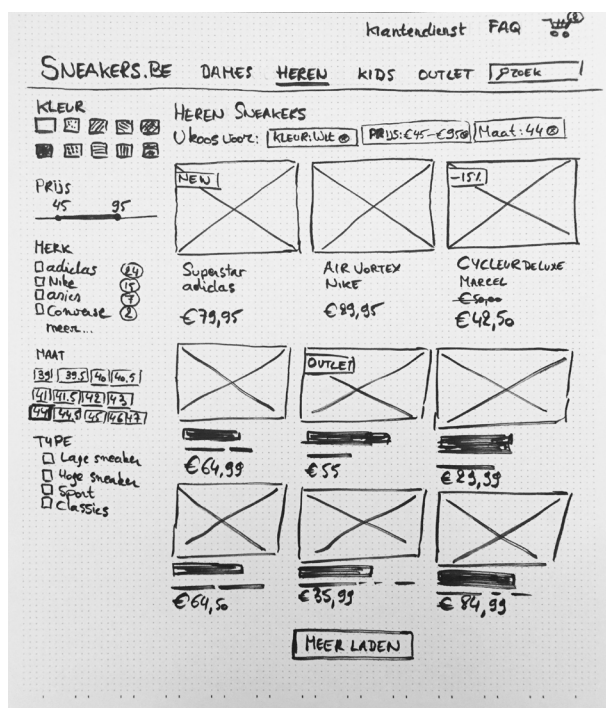 klantendienst FAQ
SNEAKERS.BE DAMES HEREN KIDS OUTLET ZOEK
KLEUR
HEREN SNEAKERS
U koos voor: KLEUR: Wit PRIJS: €45-€95 Maat: 44
PRIJS
45 95
MERK
adidas 24
Nike 15
asics 7
Converse 2
meer...
MAAT
39 39.5 40 40.5
41 41.5 42 43
44 44.5 45 46 47
TYPE
Lage sneaker
Hoge sneaker
Sport
Classics
NEW
Superstar
adidas
€79,95
AIR VORTEX
NIKE
€89,95
-15%
CYCLEUR DELUXE
MARCEL
€50,00
€42,50
€64,99
OUTLET
€55
€29,99
€64,50
€35,99
€84,99
MEER LADEN